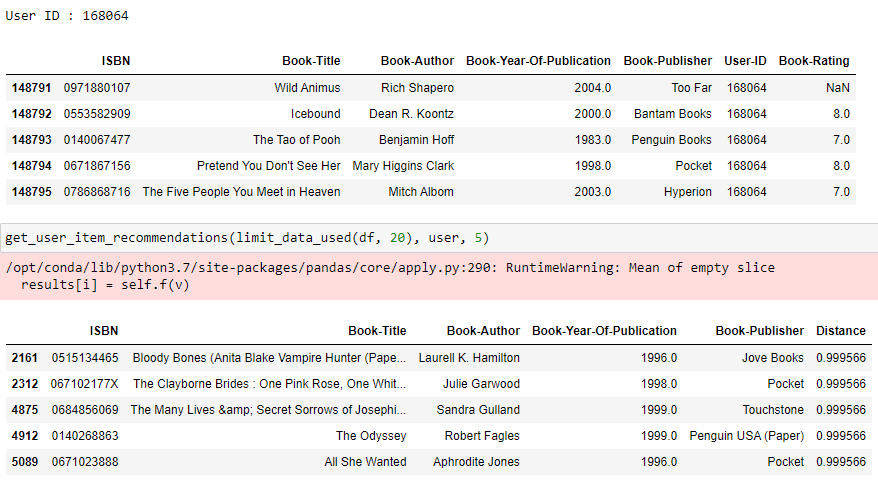 User ID : 168064
ISBN Book-Title Book-Author Book-Year-Of-Publication Book-Publisher User-ID Book-Rating
148791 0971880107 Wild Animus Rich Shapero 2004.0 Too Far 168064 NaN
148792 0553582909 Icebound Dean R. Koontz 2000.0 Bantam Books 168064 8.0
148793 0140067477 The Tao of Pooh Benjamin Hoff 1983.0 Penguin Books 168064 7.0
148794 0671867156 Pretend You Don't See Her Mary Higgins Clark 1998.0 Pocket 168064 8.0
148795 0786868716 The Five People You Meet in Heaven Mitch Albom 2003.0 Hyperion 168064 7.0
get_user_item_recommendations(limit_data_used(df, 20), user, 5)
/opt/conda/lib/python3.7/site-packages/pandas/core/apply.py:290: RuntimeWarning: Mean of empty slice
results[i] = self.f(v)
ISBN Book-Title Book-Author Book-Year-Of-Publication Book-Publisher Distance
2161 0515134465 Bloody Bones (Anita Blake Vampire Hunter (Pape... Laurell K. Hamilton 1996.0 Jove Books 0.999566
2312 067102177X The Clayborne Brides : One Pink Rose, One Whit... Julie Garwood 1998.0 Pocket 0.999566
4875 0684856069 The Many Lives &amp; Secret Sorrows of Josephi... Sandra Gulland 1999.0 Touchstone 0.999566
4912 0140268863 The Odyssey Robert Fagles 1999.0 Penguin USA (Paper) 0.999566
5089 0671023888 All She Wanted Aphrodite Jones 1996.0 Pocket 0.999566